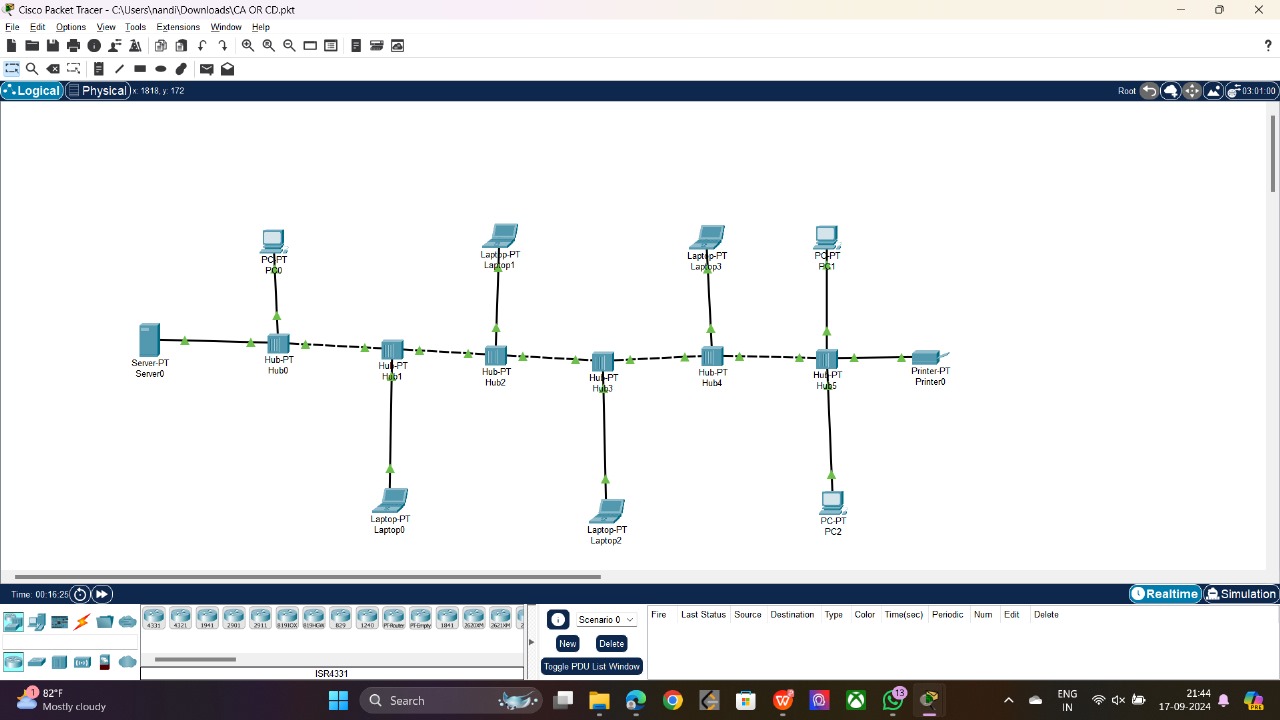 Cisco Packet Tracer - C:\Users\nandi\Downloads\CA OR CD.pkt
File Edit Options View Tools Extensions Window Help
?
Logical Physical x: 1818, y: 172 Root 03:01:00
PC-PT
PC0
Laptop-PT
Laptop1
Laptop-PT
Laptop3
PC-PT
PC1
Server-PT
Server0
Hub-PT
Hub0
Hub-PT
Hub1
Hub-PT
Hub2
Hub-PT
Hub3
Hub-PT
Hub4
Hub-PT
Hub5
Printer-PT
Printer0
Laptop-PT
Laptop0
Laptop-PT
Laptop2
PC-PT
PC2
Time: 00:16:25 Realtime Simulation
4331 4321 1941 2901 2911 819IOX 819HGW 829 1240 PT-Router PT-Empty 1841 2620XM 2621XM 2
ISR4331
Scenario 0
New Delete
Toggle PDU List Window
Fire Last Status Source Destination Type Color Time(sec) Periodic Num Edit Delete
1
82°F
Mostly cloudy
Search
13
ENG
IN
21:44
17-09-2024
PRE